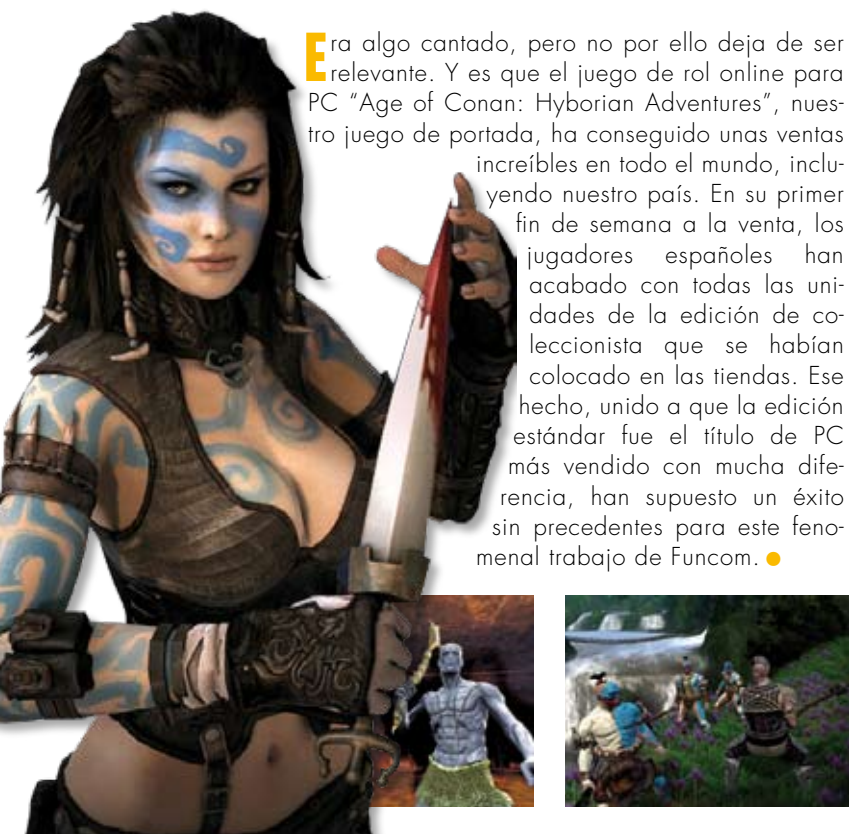 Era algo cantado, pero no por ello deja de ser
relevante. Y es que el juego de rol online para
PC “Age of Conan: Hyborian Adventures”, nues-
tro juego de portada, ha conseguido unas ventas
increíbles en todo el mundo, inclu-
yendo nuestro país. En su primer
fin de semana a la venta, los
jugadores españoles han
acabado con todas las uni-
dades de la edición de co-
leccionista que se habían
colocado en las tiendas. Ese
hecho, unido a que la edición
estándar fue el título de PC
más vendido con mucha dife-
rencia, han supuesto un éxito
sin precedentes para este feno-
menal trabajo de Funcom.